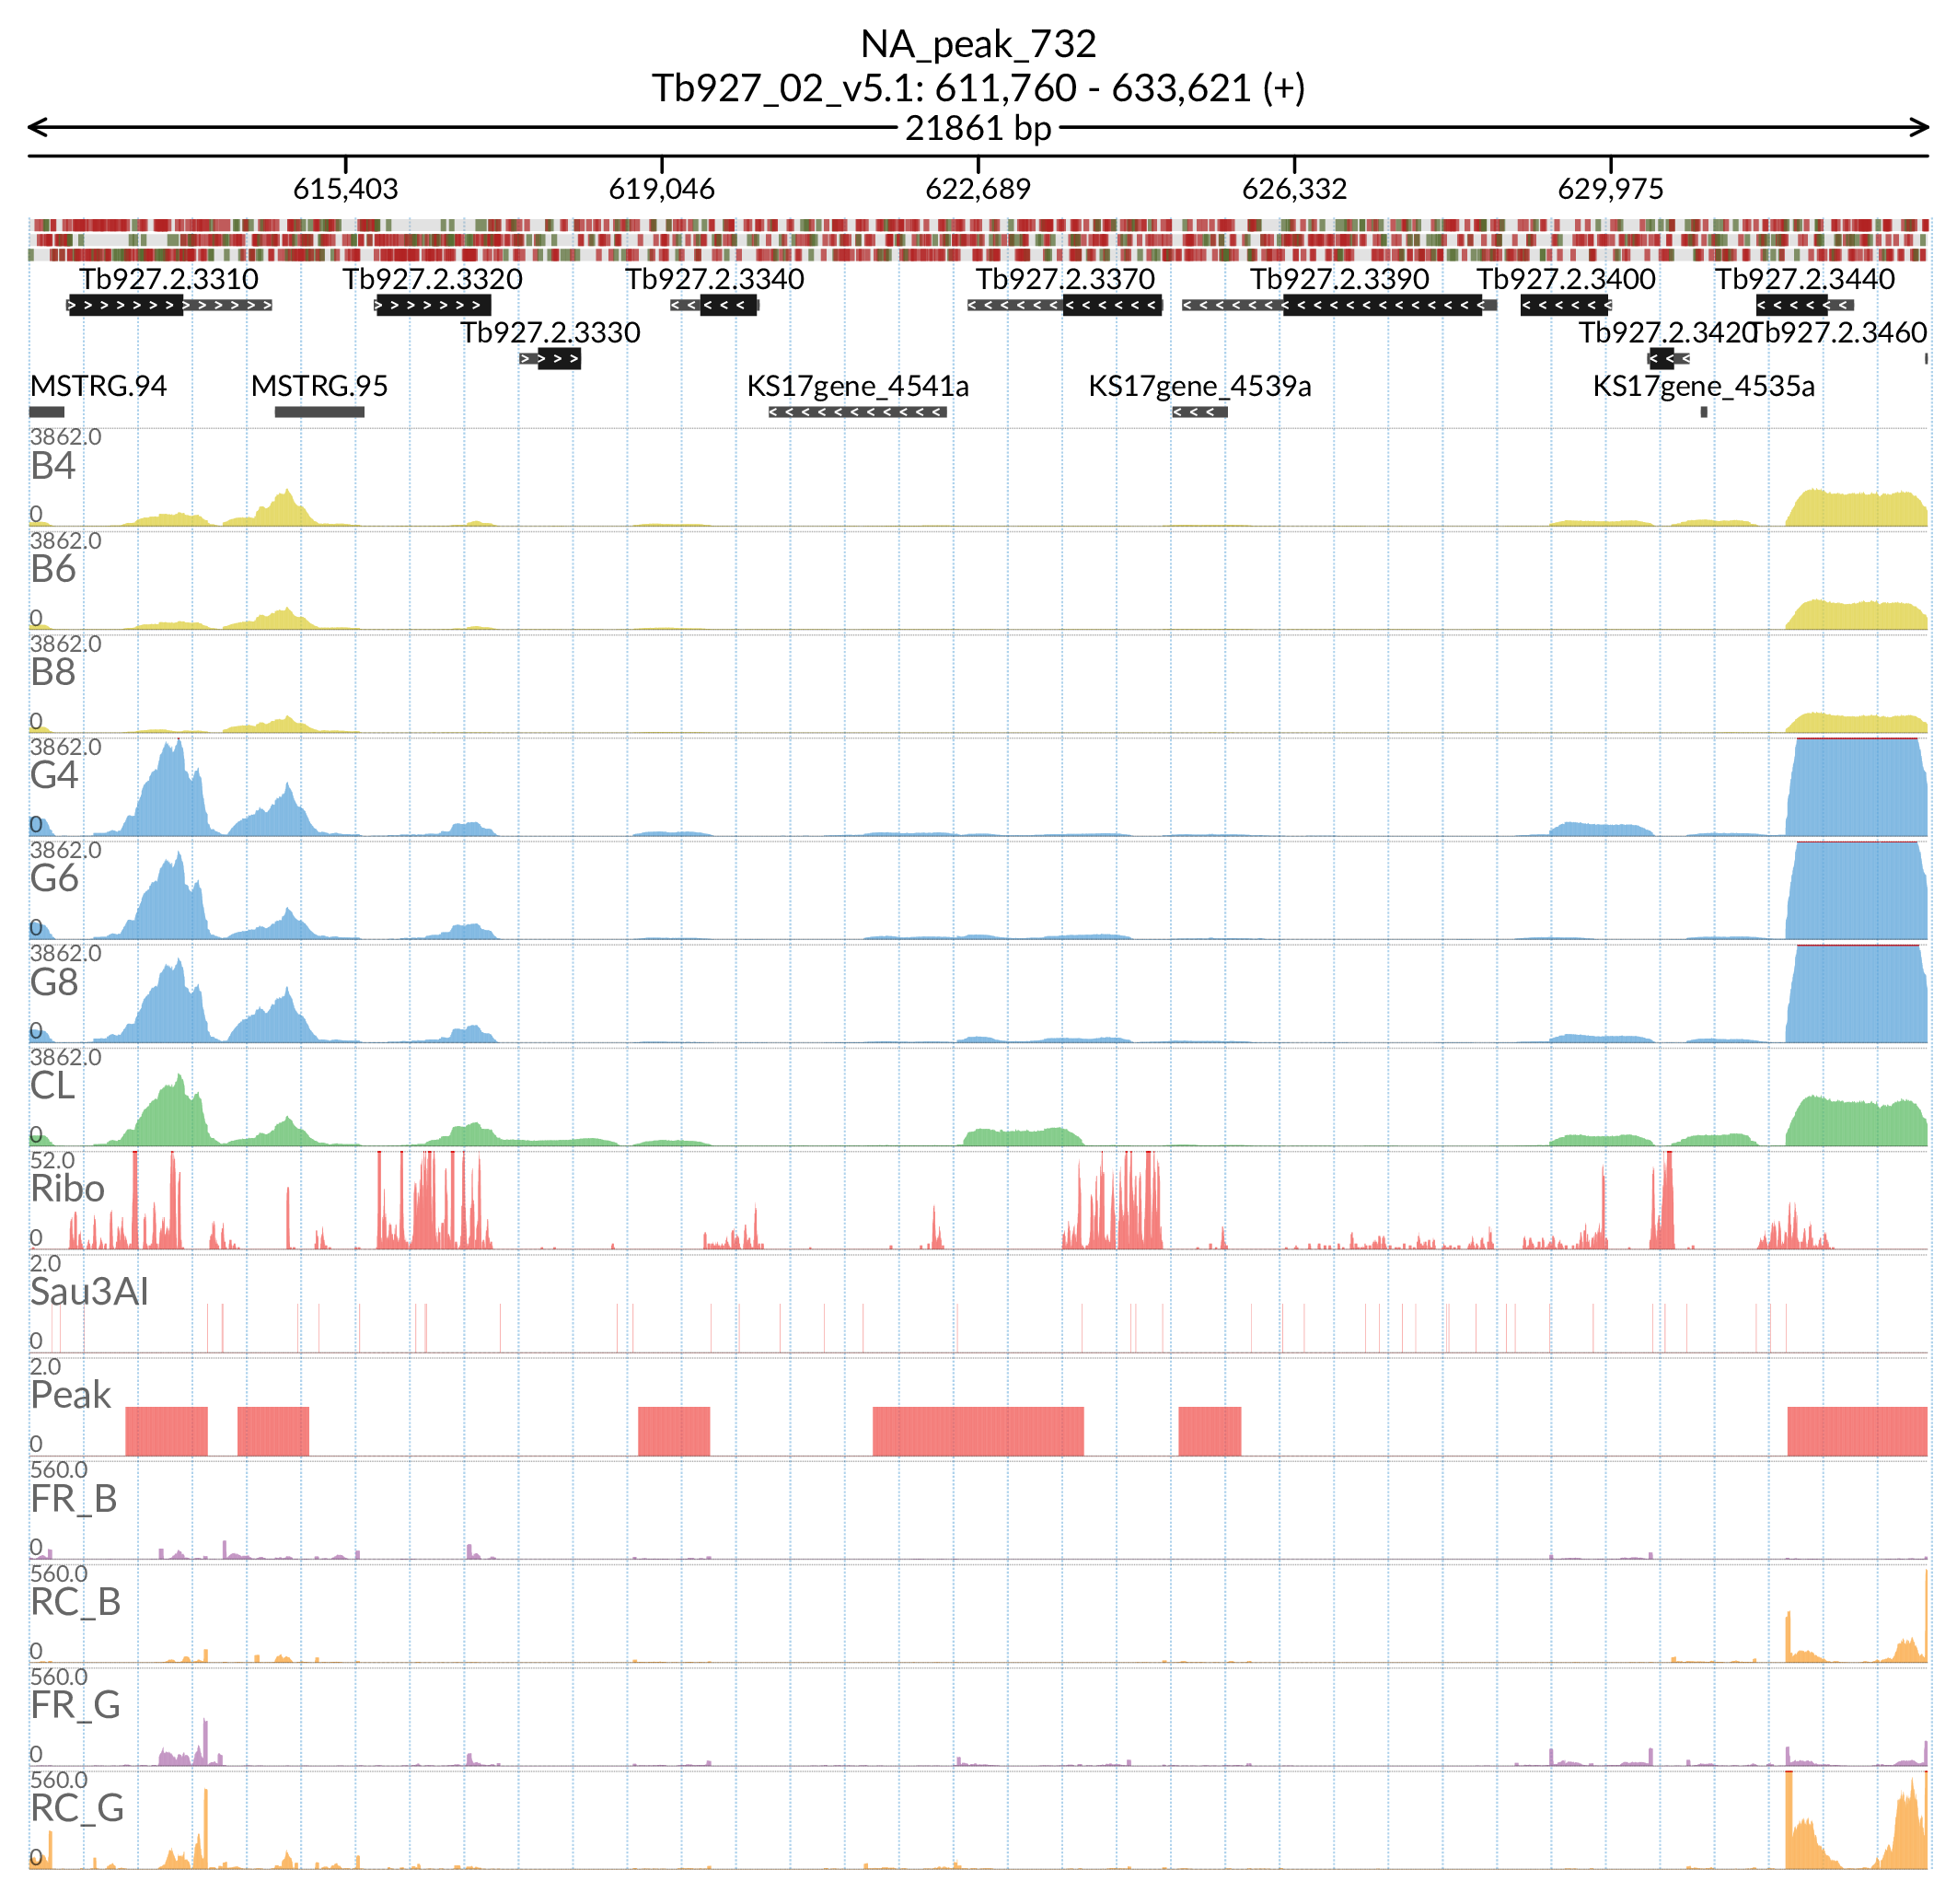 NA_peak_732
Tb927_02_v5.1: 611,760 - 633,621 (+)
21861 bp
615,403 619,046 622,689 626,332 629,975
Tb927.2.3310 Tb927.2.3320 Tb927.2.3340 Tb927.2.3370 Tb927.2.3390 Tb927.2.3400 Tb927.2.3440
Tb927.2.3330 Tb927.2.3420 Tb927.2.3460
MSTRG.94 MSTRG.95 KS17gene_4541a KS17gene_4539a KS17gene_4535a
3862.0
B4
0
3862.0
B6
0
3862.0
B8
0
3862.0
G4
0
3862.0
G6
0
3862.0
G8
0
3862.0
CL
0
52.0
Ribo
0
2.0
Sau3AI
0
2.0
Peak
0
560.0
FR_B
0
560.0
RC_B
0
560.0
FR_G
0
560.0
RC_G
0